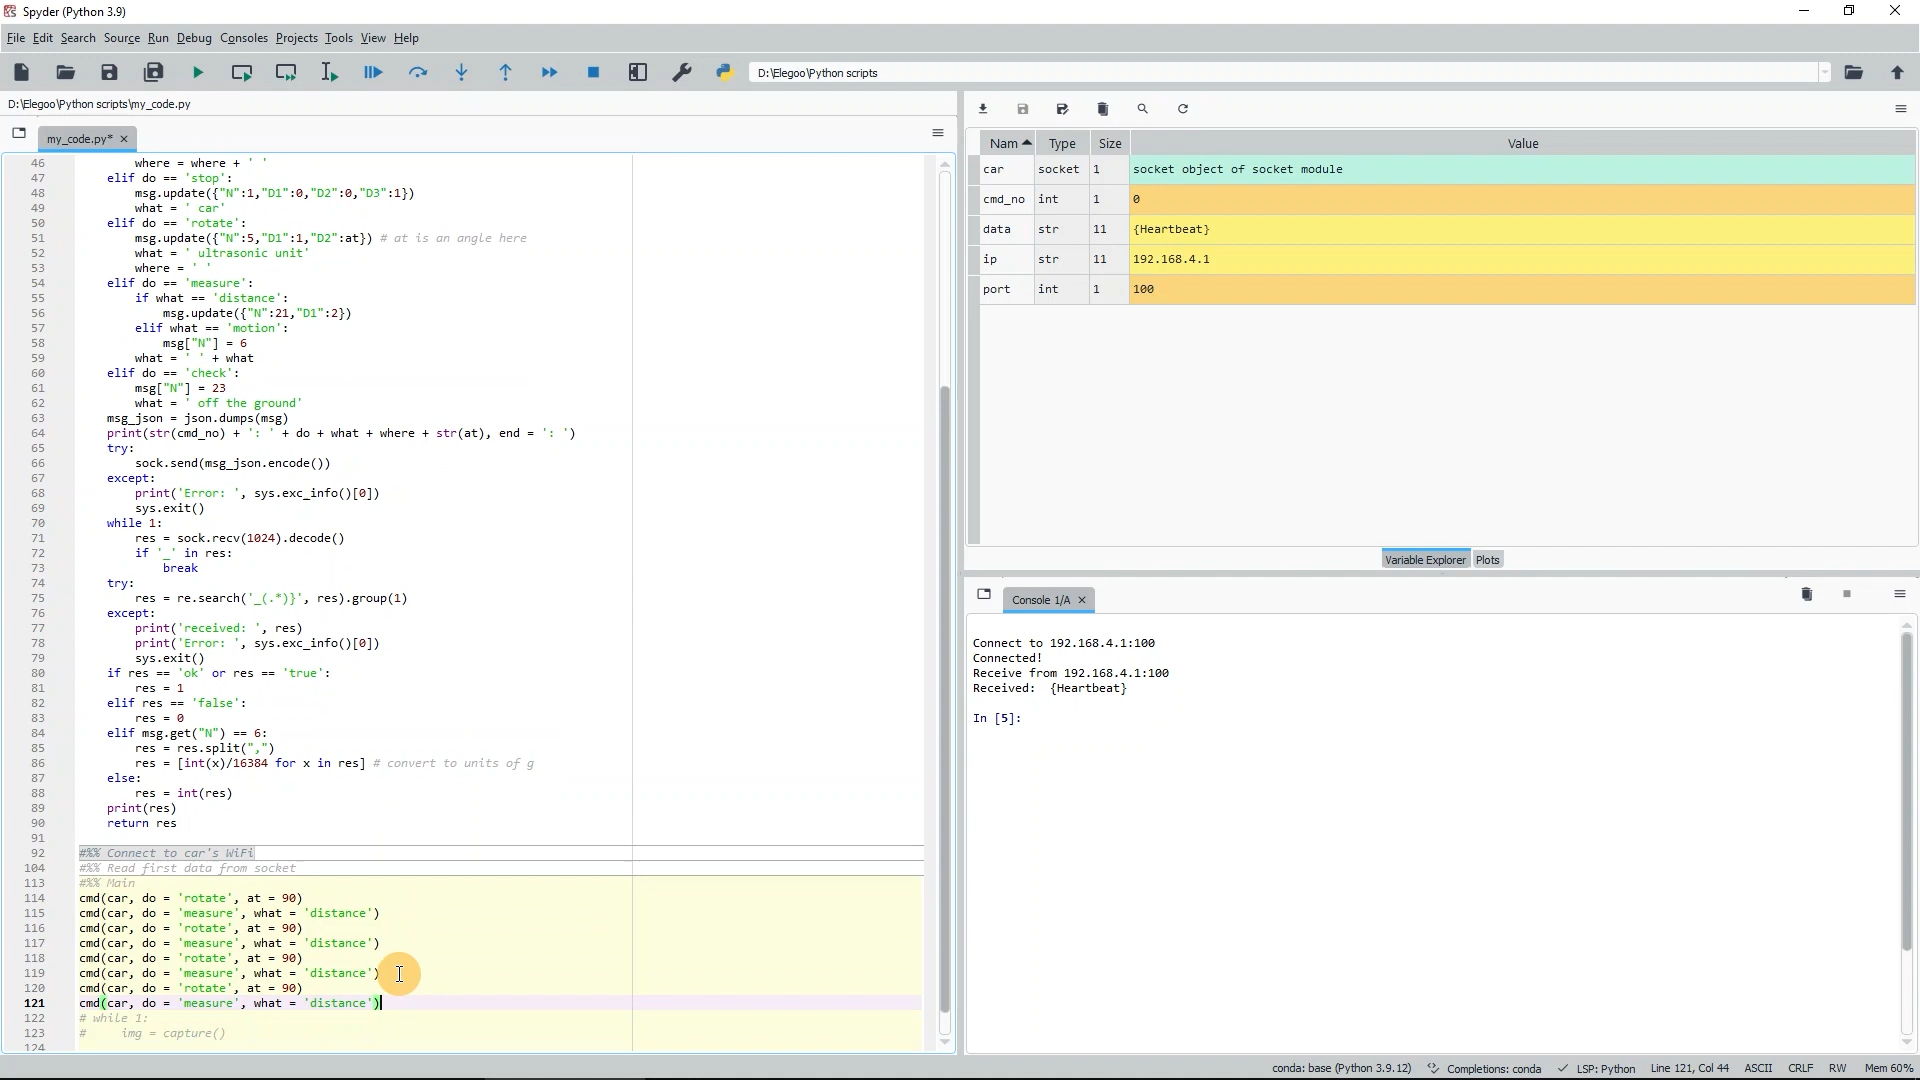 Spyder (Python 3.9)
File Edit Search Source Run Debug Consoles Projects Tools View Help
D:\Elegoo\Python scripts
D:\Elegoo\Python scripts\my_code.py
my_code.py*
46 where = where + ' '
47 elif do == 'stop':
48 msg.update({"N":1,"D1":0,"D2":0,"D3":1})
49 what = ' car'
50 elif do == 'rotate':
51 msg.update({"N":5,"D1":1,"D2":at}) # at is an angle here
52 what = ' ultrasonic unit'
53 where = ' '
54 elif do == 'measure':
55 if what == 'distance':
56 msg.update({"N":21,"D1":2})
57 elif what == 'motion':
58 msg["N"] = 6
59 what = ' ' + what
60 elif do == 'check':
61 msg["N"] = 23
62 what = ' off the ground'
63 msg_json = json.dumps(msg)
64 print(str(cmd_no) + ': ' + do + what + where + str(at), end = ': ')
65 try:
66 sock.send(msg_json.encode())
67 except:
68 print('Error: ', sys.exc_info()[0])
69 sys.exit()
70 while 1:
71 res = sock.recv(1024).decode()
72 if '_' in res:
73 break
74 try:
75 res = re.search('_(.*)}', res).group(1)
76 except:
77 print('received: ', res)
78 print('Error: ', sys.exc_info()[0])
79 sys.exit()
80 if res == 'ok' or res == 'true':
81 res = 1
82 elif res == 'false':
83 res = 0
84 elif msg.get("N") == 6:
85 res = res.split(",")
86 res = [int(x)/16384 for x in res] # convert to units of g
87 else:
88 res = int(res)
89 print(res)
90 return res
91
92 #%% Connect to car's WiFi
104 #%% Read first data from socket
113 #%% Main
114 cmd(car, do = 'rotate', at = 90)
115 cmd(car, do = 'measure', what = 'distance')
116 cmd(car, do = 'rotate', at = 90)
117 cmd(car, do = 'measure', what = 'distance')
118 cmd(car, do = 'rotate', at = 90)
119 cmd(car, do = 'measure', what = 'distance')
120 cmd(car, do = 'rotate', at = 90)
121 cmd(car, do = 'measure', what = 'distance')
122 # while 1:
123 # img = capture()
124
Nam Type Size Value
car socket 1 socket object of socket module
cmd_no int 1 0
data str 11 {Heartbeat}
ip str 11 192.168.4.1
port int 1 100
Variable Explorer Plots
Console 1/A
Connect to 192.168.4.1:100
Connected!
Receive from 192.168.4.1:100
Received: {Heartbeat}
In [5]:
conda: base (Python 3.9.12) Completions: conda LSP: Python Line 121, Col 44 ASCII CRLF RW Mem 60%